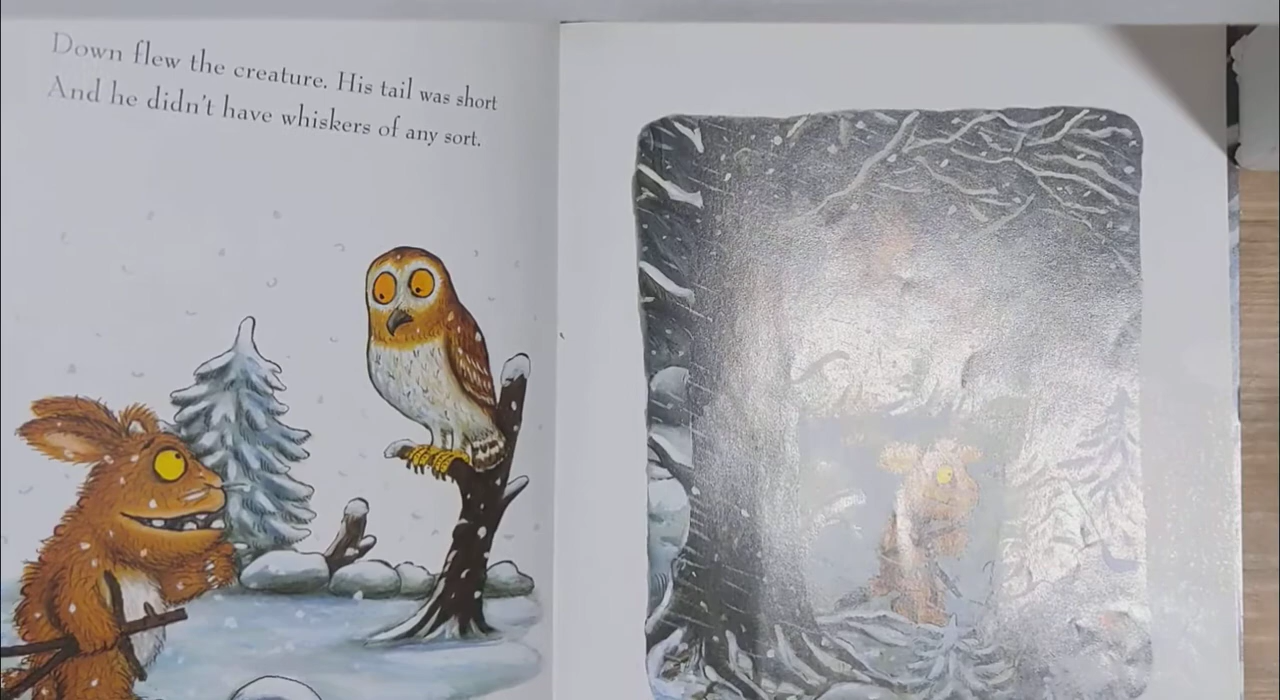 Down flew the creature. His tail was short
And he didn't have whiskers of any sort.